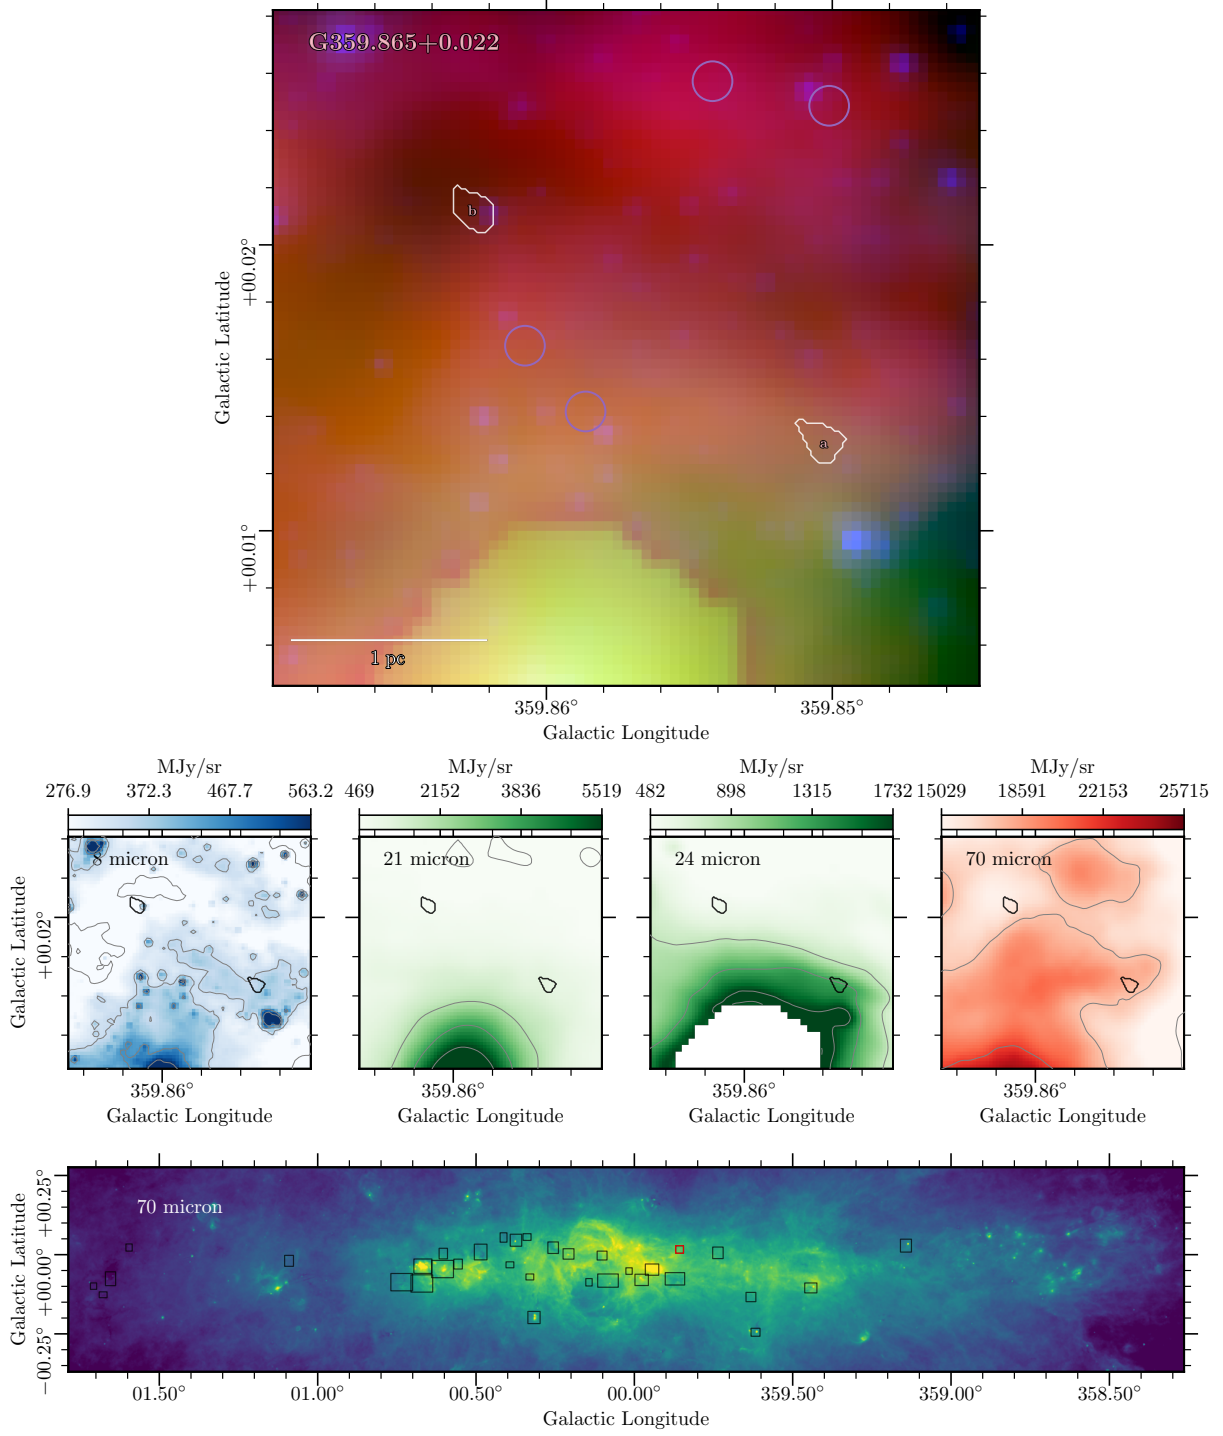 G359.865+0.022
b
a
1 pc
+00.02°
+00.01°
Galactic Latitude
359.86°
359.85°
Galactic Longitude
MJy/sr
MJy/sr
MJy/sr
MJy/sr
276.9
372.3
467.7
563.2
469
2152
3836
5519
482
898
1315
1732
15029
18591
22153
25715
8 micron
21 micron
24 micron
70 micron
Galactic Latitude
+00.02°
359.86°
359.86°
359.86°
359.86°
Galactic Longitude
Galactic Longitude
Galactic Longitude
Galactic Longitude
70 micron
Galactic Latitude
+00.25°
+00.00°
−00.25°
01.50°
01.00°
00.50°
00.00°
359.50°
359.00°
358.50°
Galactic Longitude